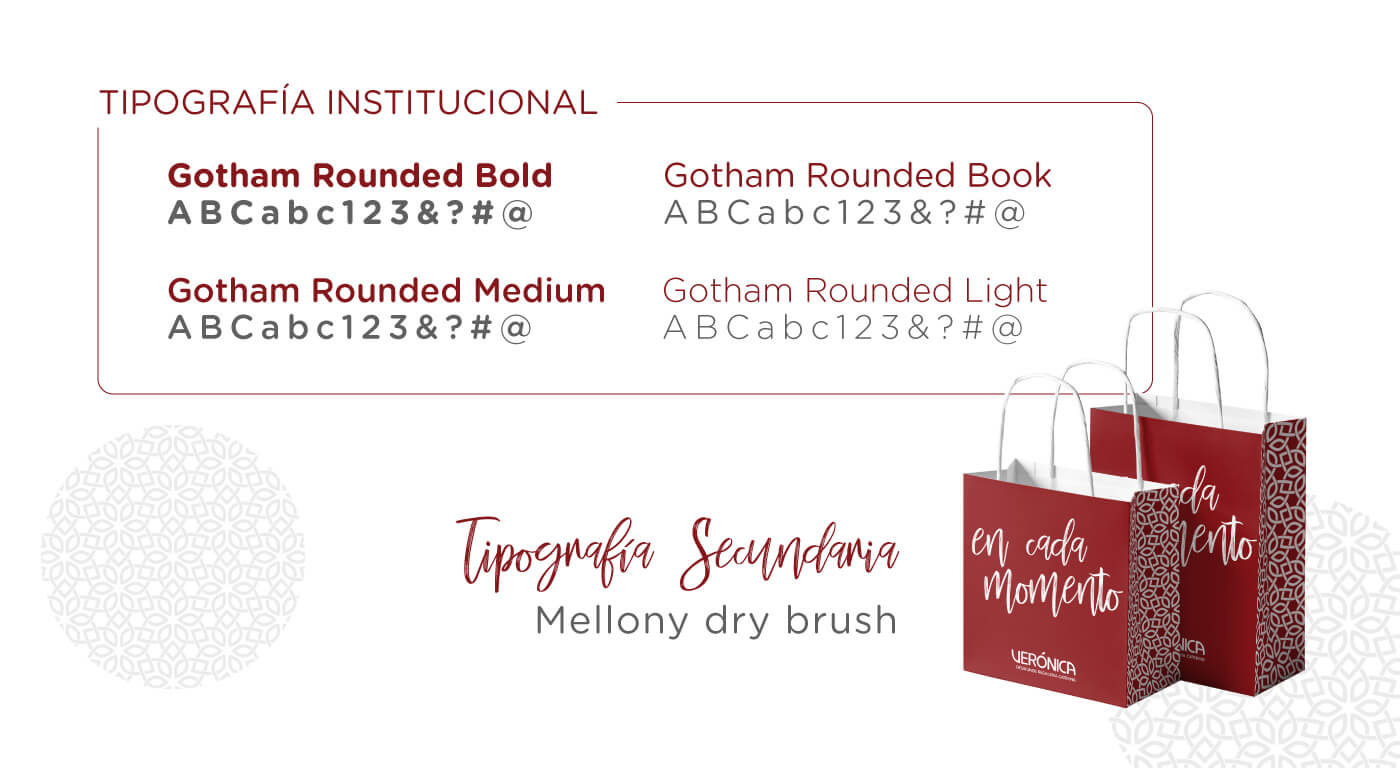 TIPOGRAFÍA INSTITUCIONAL
Gotham Rounded Bold
ABCabc123&?#@
Gotham Rounded Book
ABCabc123&?#@
Gotham Rounded Medium
ABCabc123&?#@
Gotham Rounded Light
ABCabc123&?#@
Tipografía Secundaria
Mellony dry brush
en cada
momento
VERÓNICA